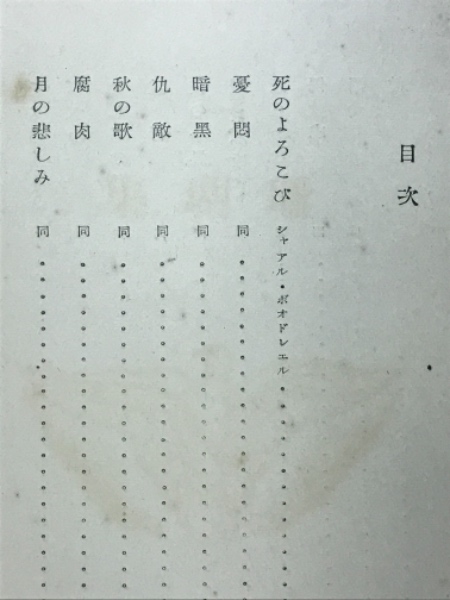 目次
死のよろこび シャアル・ボオドレエル
憂悶 同
暗黒 同
仇敵 同
秋の歌 同
腐肉 同
月の悲しみ 同